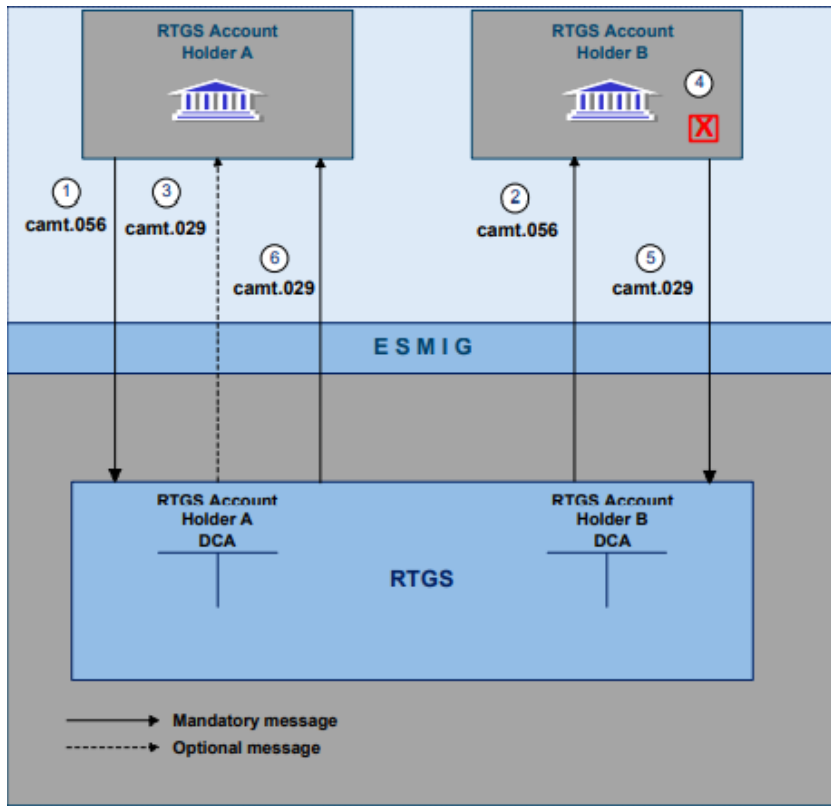 RTGS Account
Holder A
RTGS Account
Holder B
4
X
1
camt.056
3
camt.029
2
camt.056
6
camt.029
5
camt.029
ESMIG
RTGS Account
Holder A
DCA
RTGS Account
Holder B
DCA
RTGS
Mandatory message
Optional message